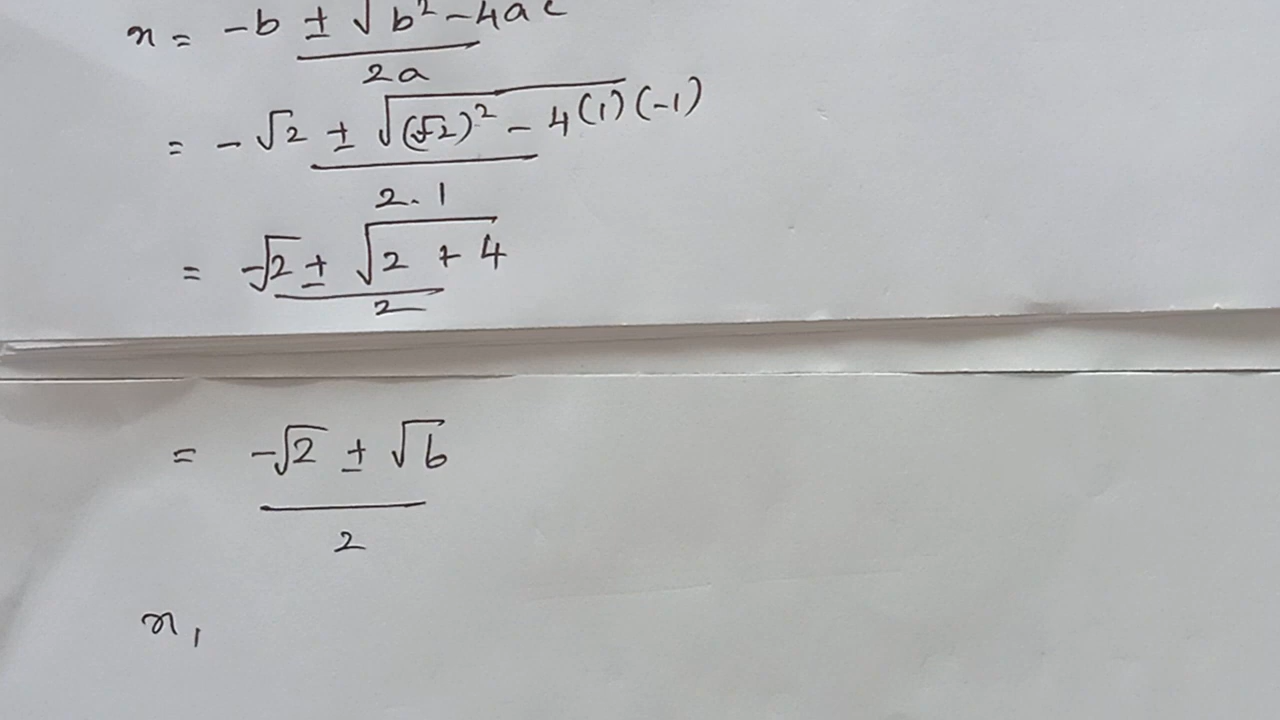 x = -b ± √b² - 4ac
2a
= -√2 ± √(√2)² - 4(1)(-1)
2.1
= -√2 ± √2 + 4
2
= -√2 ± √6
2
x₁